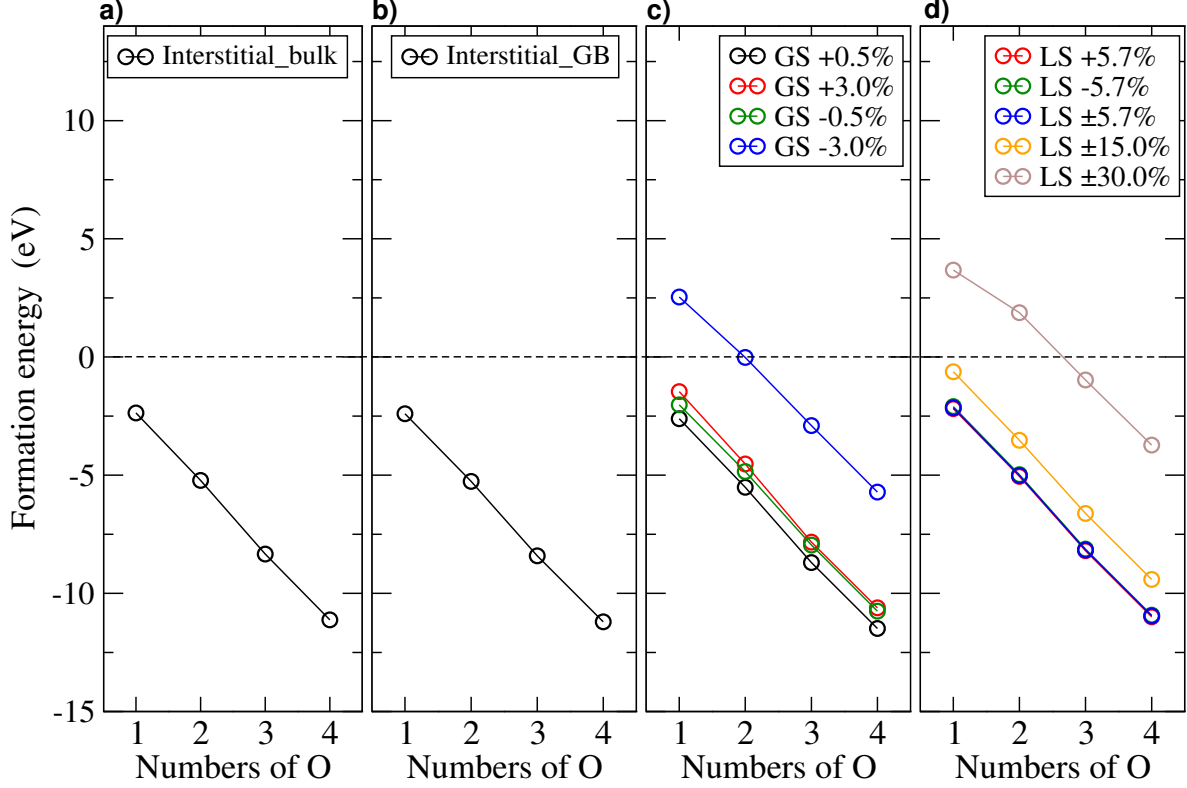 a)
b)
c)
d)
Interstitial_bulk
Interstitial_GB
GS +0.5%
GS +3.0%
GS -0.5%
GS -3.0%
LS +5.7%
LS -5.7%
LS ±5.7%
LS ±15.0%
LS ±30.0%
Formation energy (eV)
10
5
0
-5
-10
-15
1 2 3 4
1 2 3 4
1 2 3 4
1 2 3 4
Numbers of O
Numbers of O
Numbers of O
Numbers of O